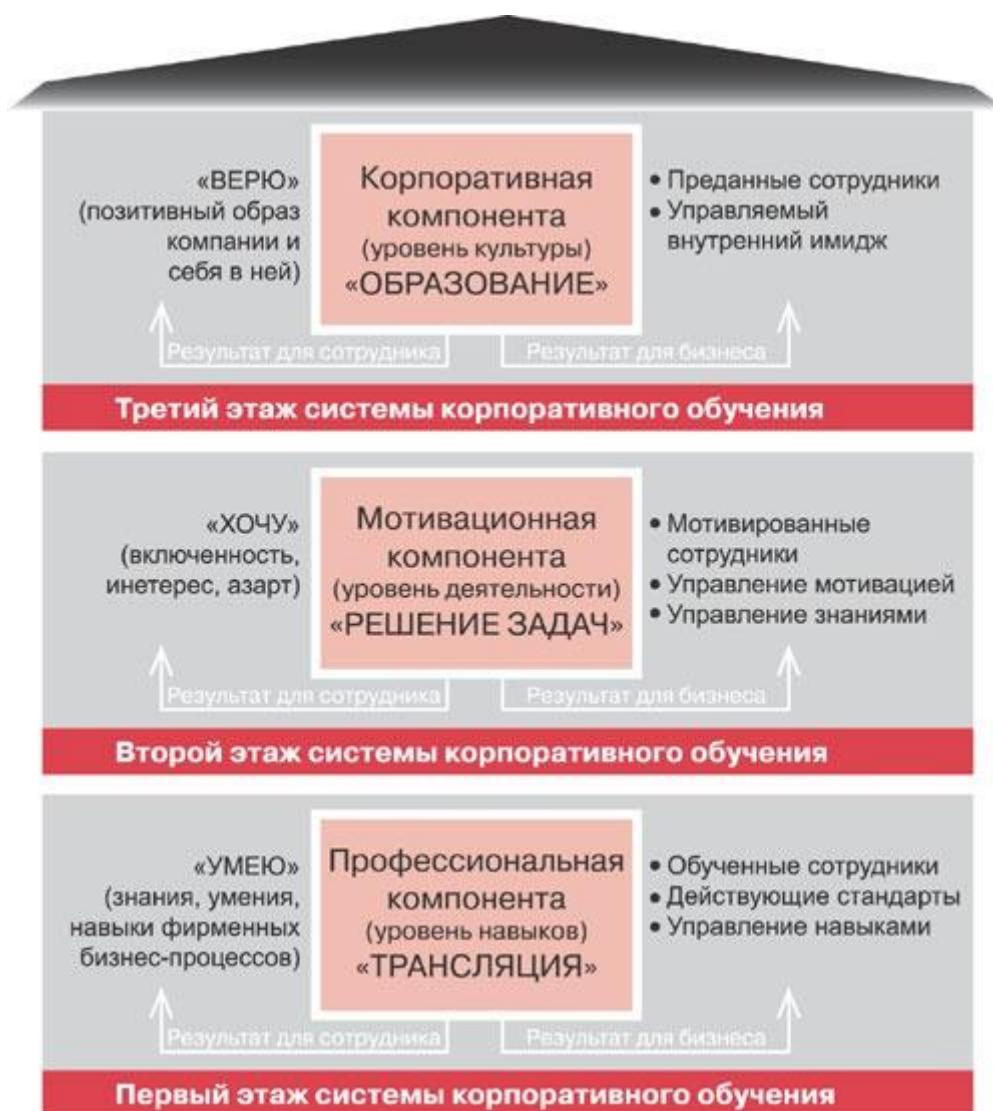 «ВЕРЮ»
(позитивный образ
компании и
себя в ней)
Корпоративная
компонента
(уровень культуры)
«ОБРАЗОВАНИЕ»
• Преданные сотрудники
• Управляемый
внутренний имидж
Результат для сотрудника
Результат для бизнеса
Третий этаж системы корпоративного обучения
«ХОЧУ»
(включенность,
инетерес, азарт)
Мотивационная
компонента
(уровень деятельности)
«РЕШЕНИЕ ЗАДАЧ»
• Мотивированные
сотрудники
• Управление мотивацией
• Управление знаниями
Результат для сотрудника
Результат для бизнеса
Второй этаж системы корпоративного обучения
«УМЕЮ»
(знания, умения,
навыки фирменных
бизнес-процессов)
Профессиональная
компонента
(уровень навыков)
«ТРАНСЛЯЦИЯ»
• Обученные сотрудники
• Действующие стандарты
• Управление навыками
Результат для сотрудника
Результат для бизнеса
Первый этаж системы корпоративного обучения